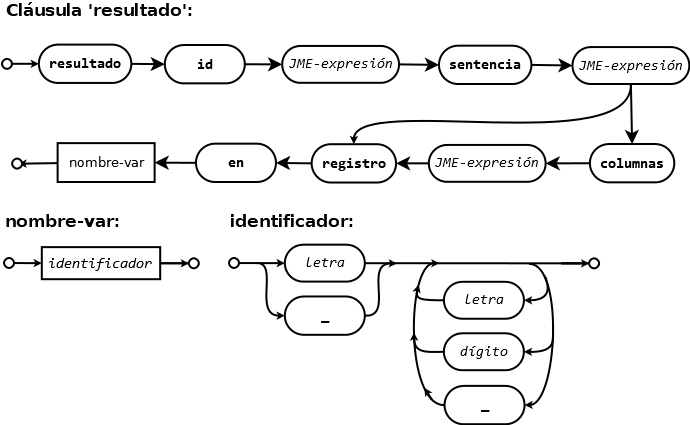 Cláusula 'resultado':
resultado id JME-expresión sentencia JME-expresión
nombre-var en registro JME-expresión columnas
nombre-var: identificador:
identificador letra
_
letra
dígito
_